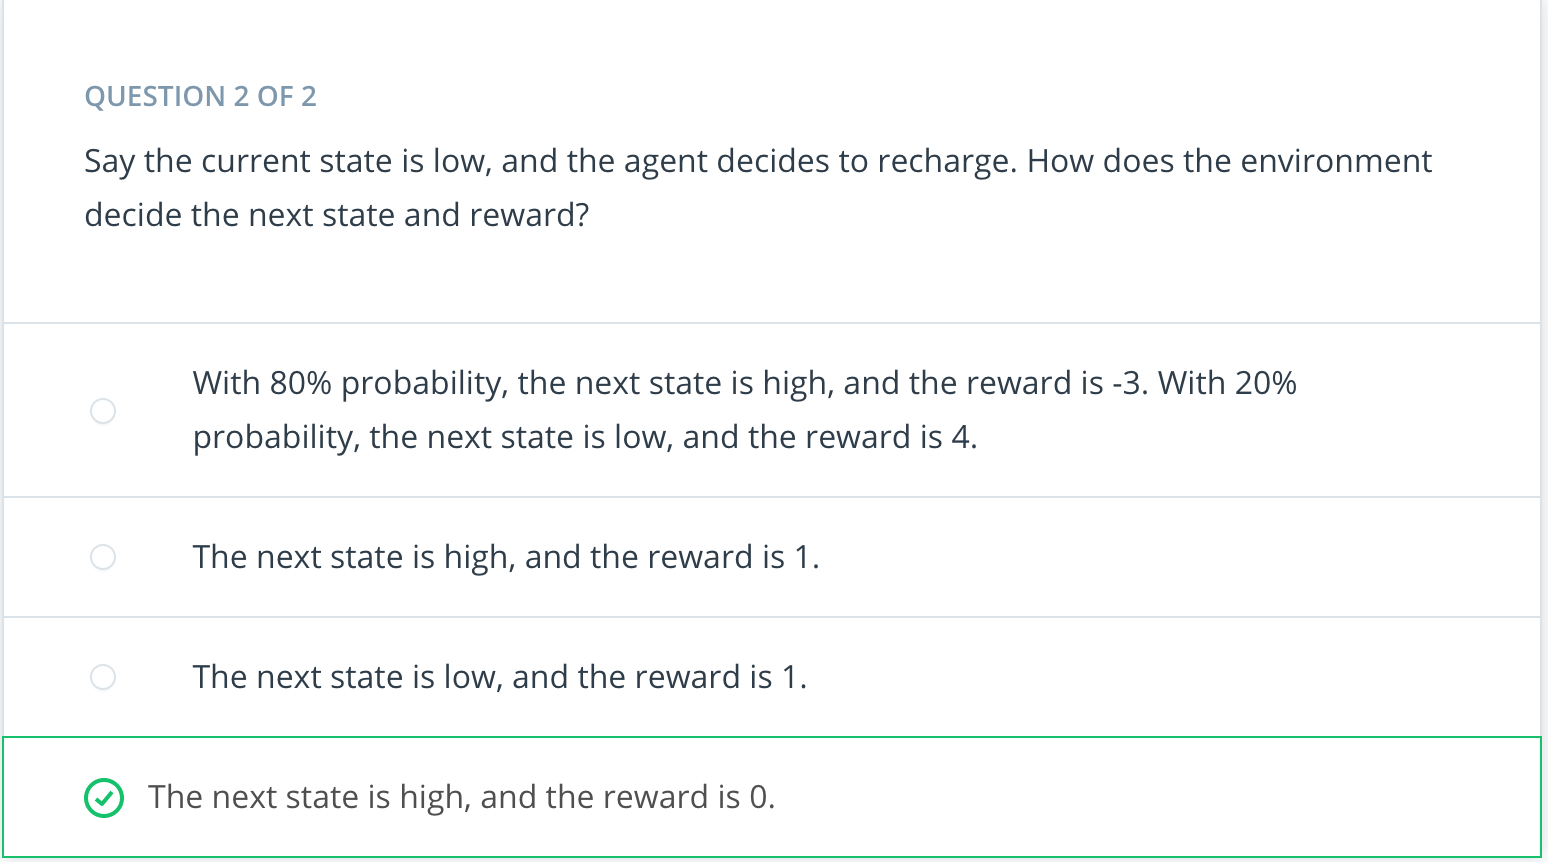 QUESTION 2 OF 2
Say the current state is low, and the agent decides to recharge. How does the environment
decide the next state and reward?
With 80% probability, the next state is high, and the reward is -3. With 20%
probability, the next state is low, and the reward is 4.
The next state is high, and the reward is 1.
The next state is low, and the reward is 1.
The next state is high, and the reward is 0.